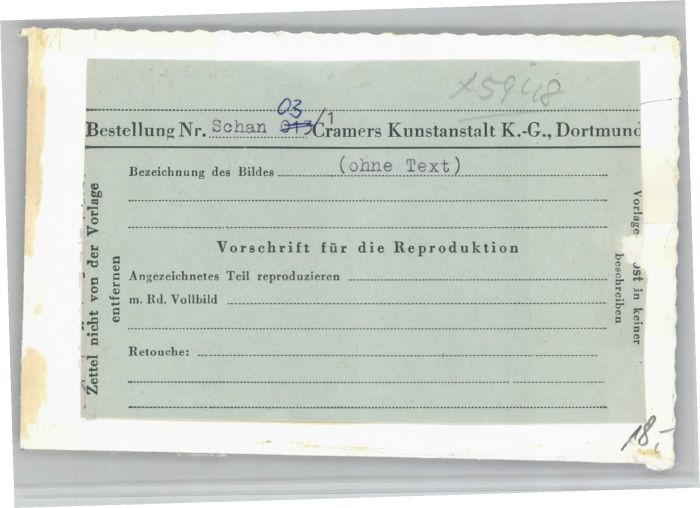 x5948
03
Bestellung Nr. Schan 013/1 Cramers Kunstanstalt K.-G., Dortmund
Bezeichnung des Bildes (ohne Text)
Vorschrift für die Reproduktion
Angezeichnetes Teil reproduzieren
m. Rd. Vollbild
Retouche:
Zettel nicht von der Vorlage
entfernen
Vorlage ost in keiner
beschreiben
18,-